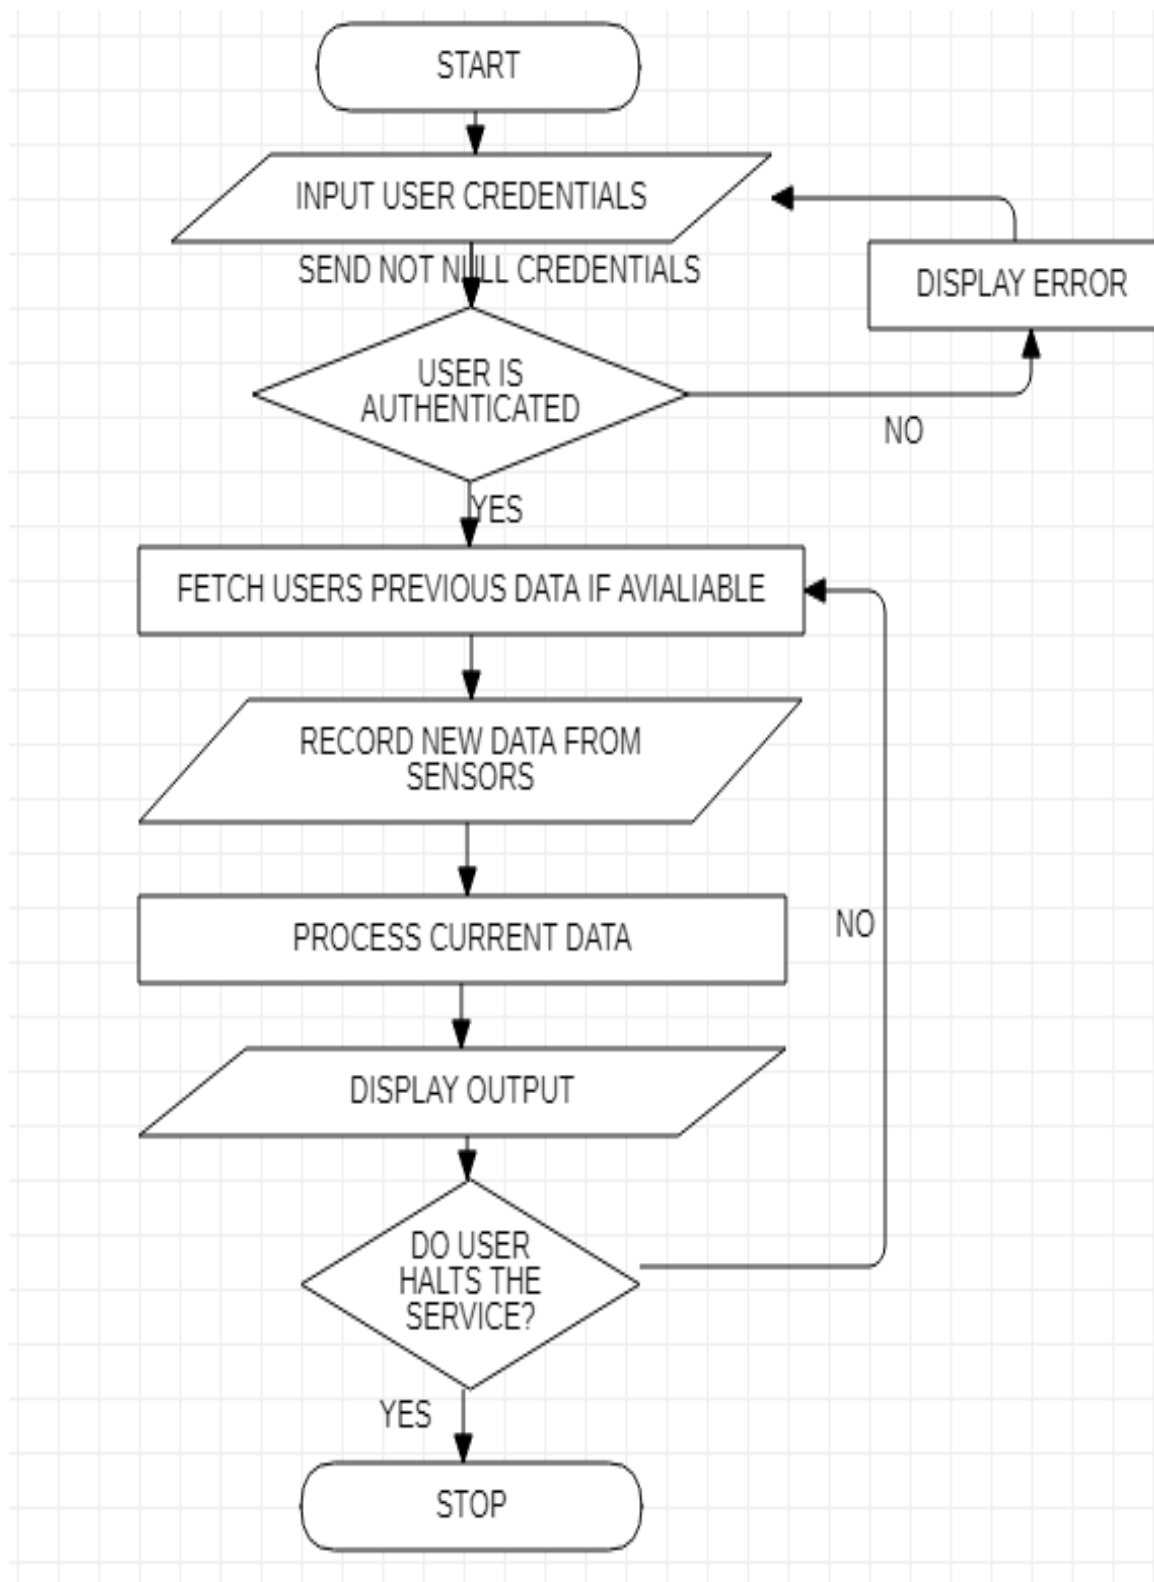 START
INPUT USER CREDENTIALS
SEND NOT NULL CREDENTIALS
DISPLAY ERROR
USER IS
AUTHENTICATED
NO
YES
FETCH USERS PREVIOUS DATA IF AVIALIABLE
RECORD NEW DATA FROM
SENSORS
PROCESS CURRENT DATA
NO
DISPLAY OUTPUT
DO USER
HALTS THE
SERVICE?
YES
STOP